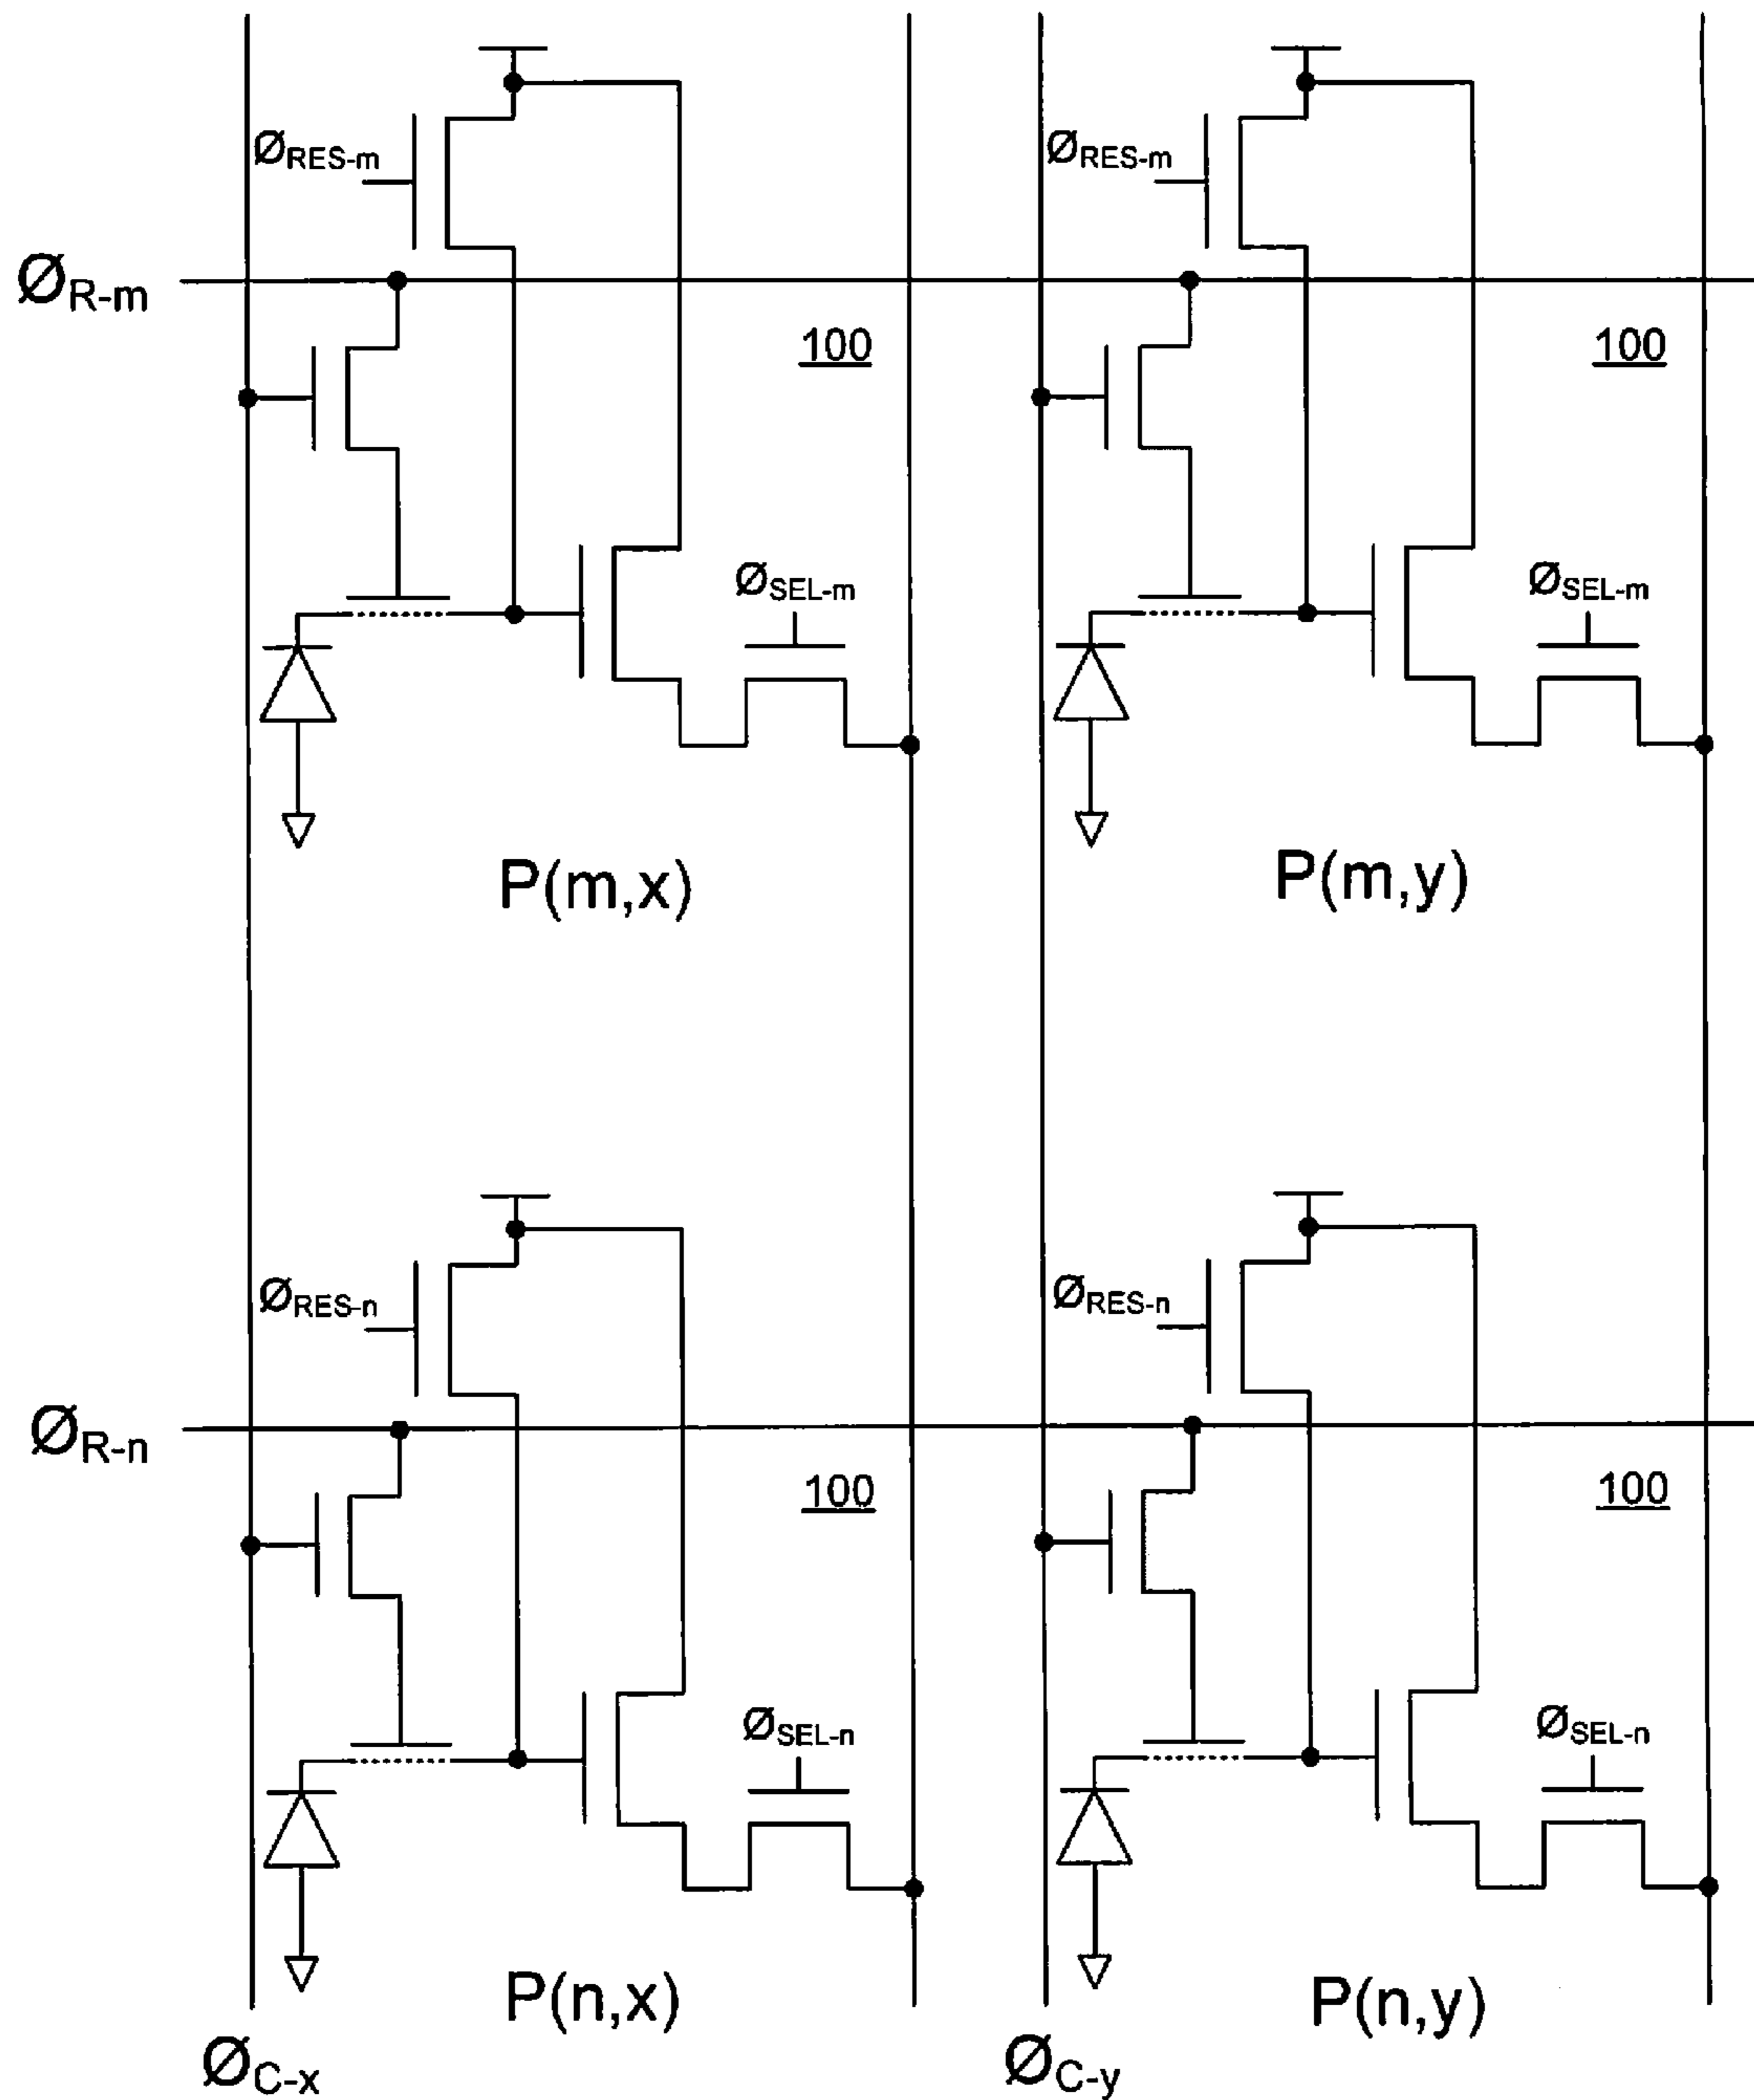 ØRES-m ØRES-m
ØR-m
100 100
ØSEL-m ØSEL-m
P(m,x) P(m,y)
ØRES-n ØRES-n
ØR-n
100 100
ØSEL-n ØSEL-n
P(n,x) P(n,y)
ØC-x ØC-y